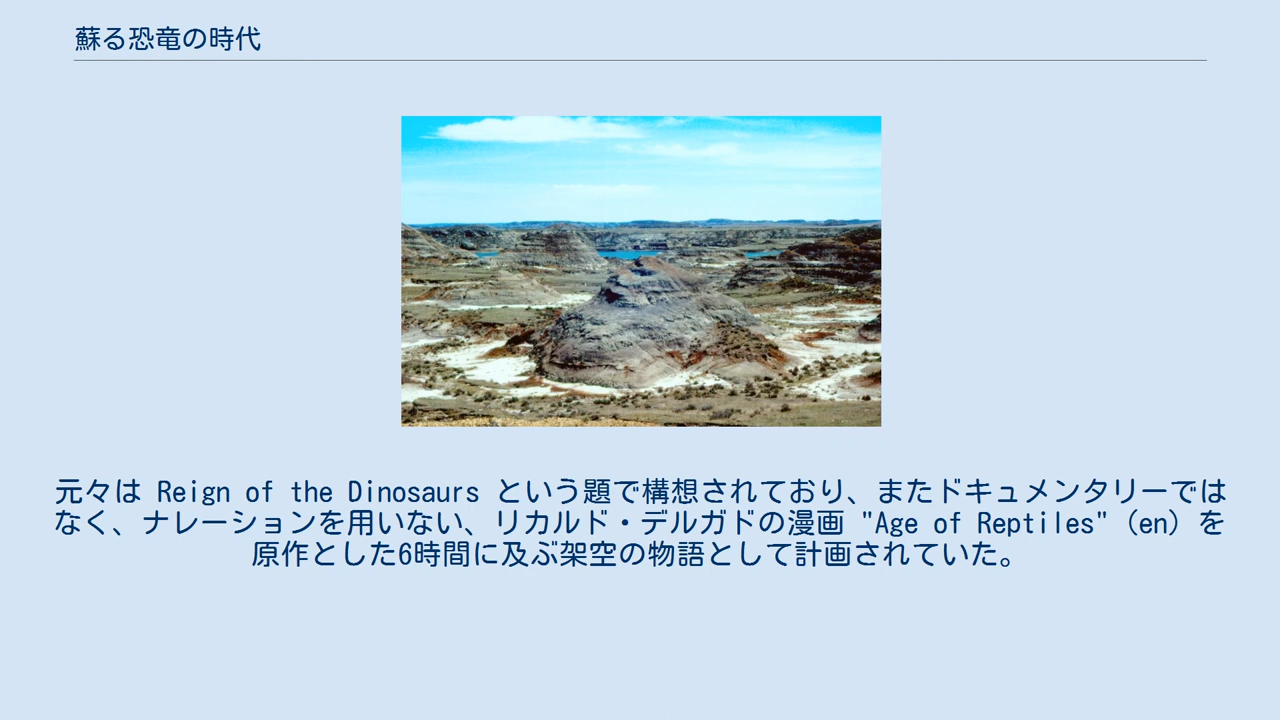 蘇る恐竜の時代
元々は Reign of the Dinosaurs という題で構想されており、またドキュメンタリーでは
なく、ナレーションを用いない、リカルド・デルガドの漫画 "Age of Reptiles" (en) を
原作とした6時間に及ぶ架空の物語として計画されていた。